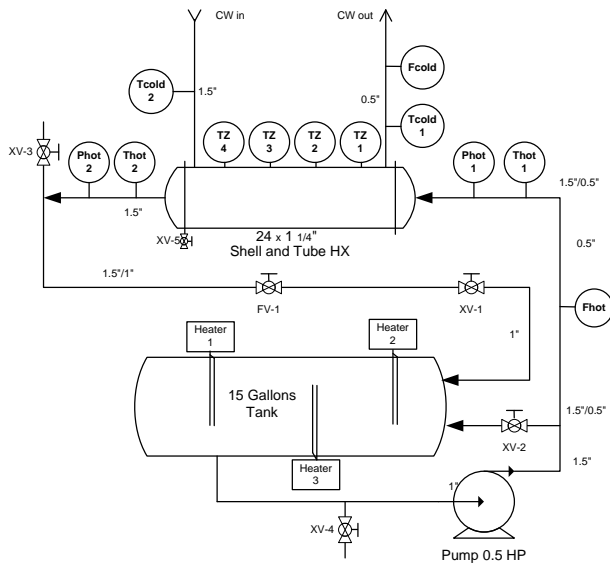 CW in
CW out
Fcold
Tcold
2
1.5"
0.5"
Tcold
1
XV-3
TZ
4
TZ
3
TZ
2
TZ
1
Phot
2
Thot
2
Phot
1
Thot
1
1.5"/0.5"
1.5"
XV-5
24 x 1 1/4"
Shell and Tube HX
0.5"
1.5"/1"
FV-1
XV-1
Fhot
Heater
1
Heater
2
1"
15 Gallons
Tank
1.5"/0.5"
XV-2
Heater
3
1.5"
1"
XV-4
Pump 0.5 HP